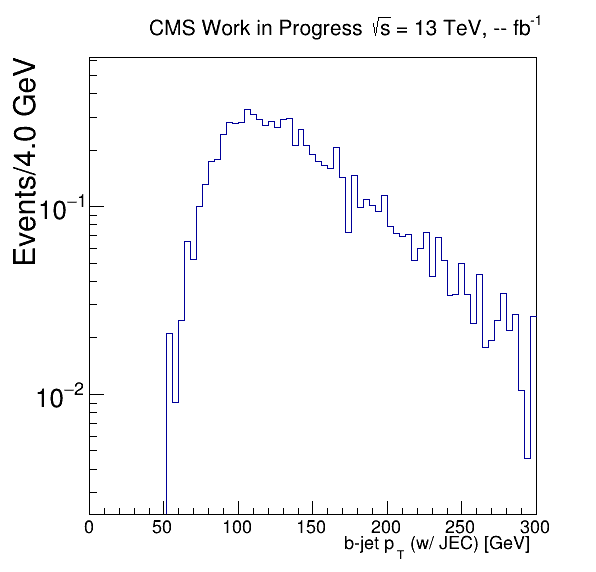 CMS Work in Progress √s = 13 TeV, -- fb⁻¹
Events/4.0 GeV
10⁻¹
10⁻²
0 50 100 150 200 250 300
b-jet p_T (w/ JEC) [GeV]